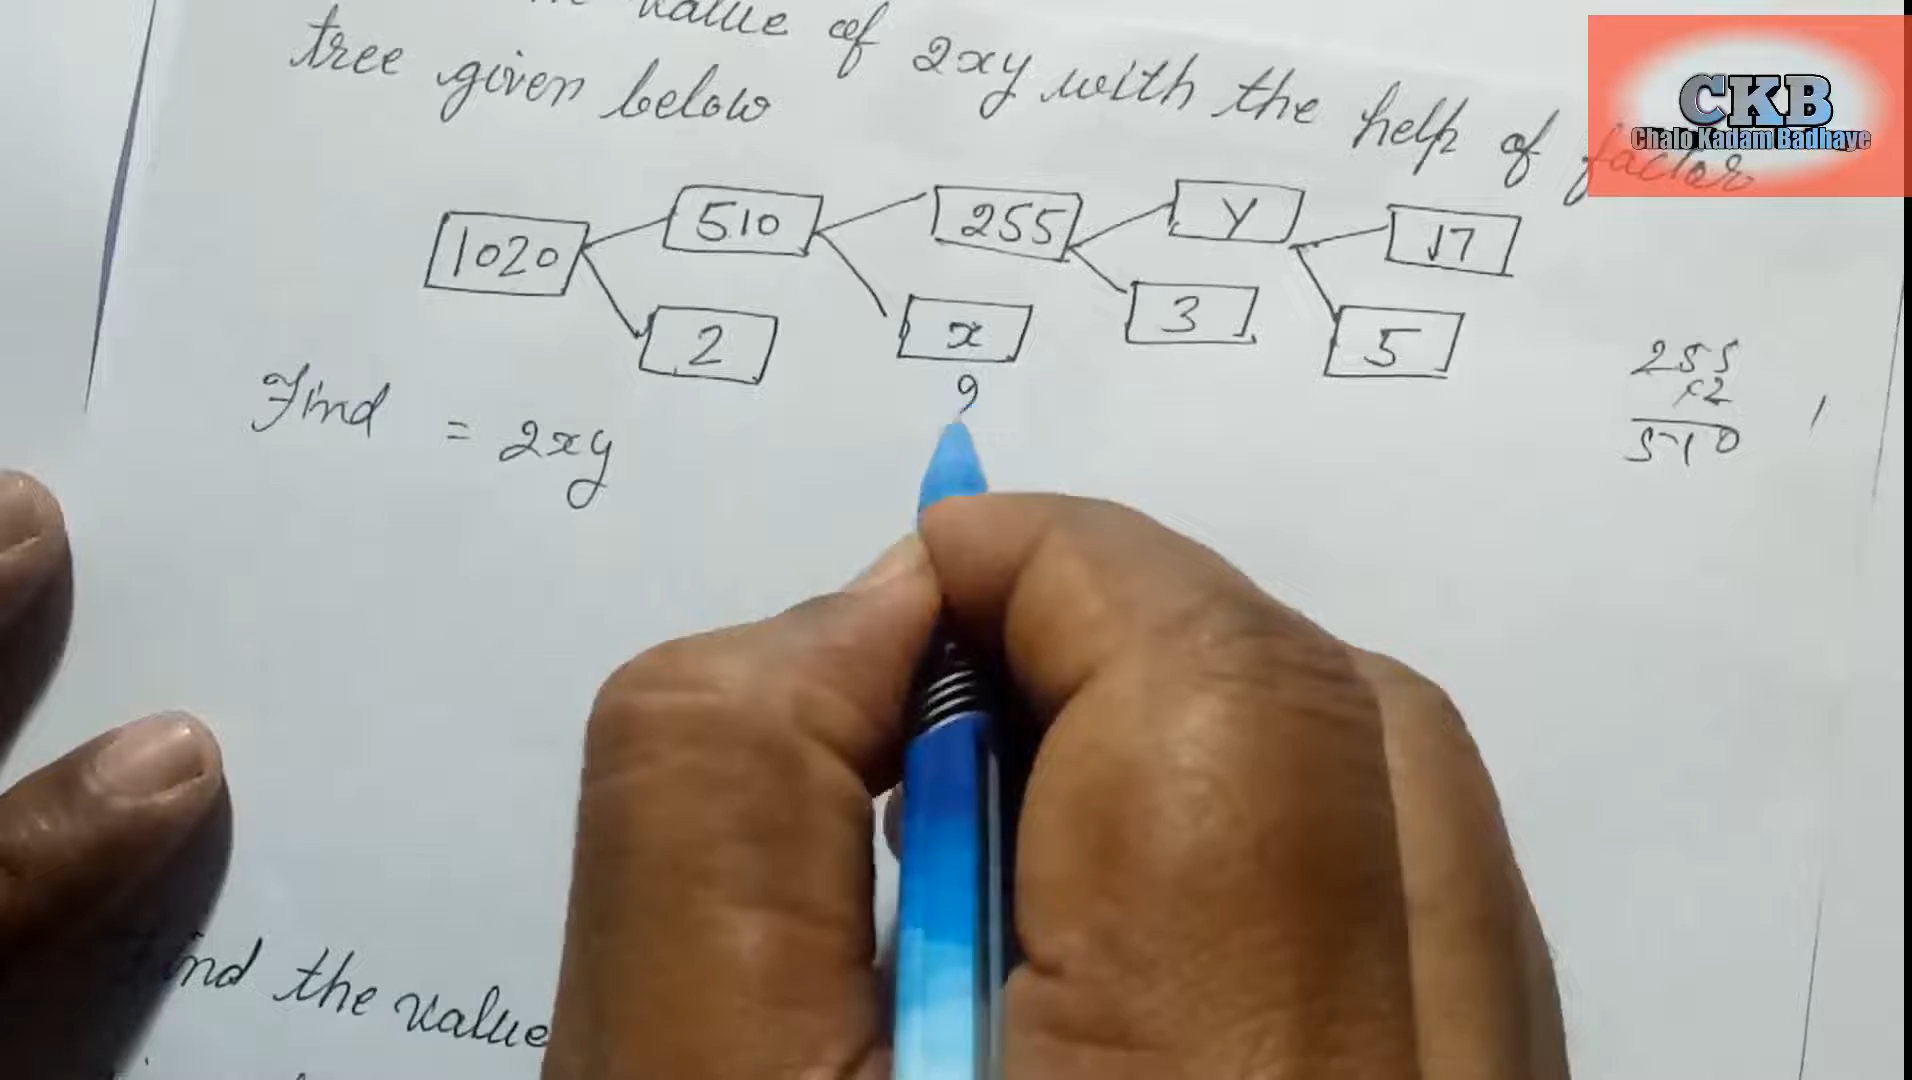 value of 2xy with the help of factor
tree given below
1020 510 255 y 17
2 x 3 5
9
Find = 2xy
255
×2
510
Find the value
CKB
Chalo Kadam Badhaye